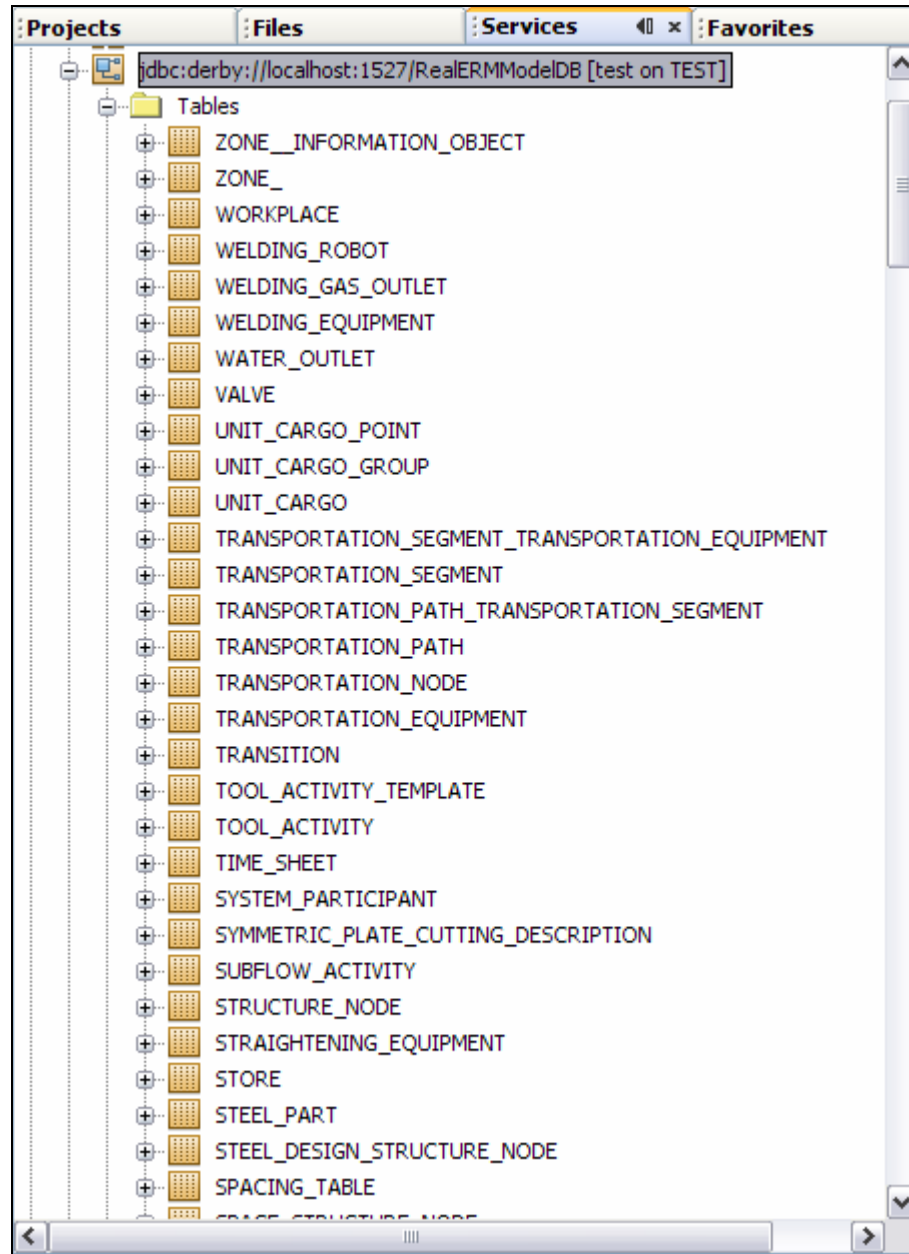 Projects Files Services Favorites
jdbc:derby://localhost:1527/RealERMModelDB [test on TEST]
Tables
ZONE__INFORMATION_OBJECT
ZONE_
WORKPLACE
WELDING_ROBOT
WELDING_GAS_OUTLET
WELDING_EQUIPMENT
WATER_OUTLET
VALVE
UNIT_CARGO_POINT
UNIT_CARGO_GROUP
UNIT_CARGO
TRANSPORTATION_SEGMENT_TRANSPORTATION_EQUIPMENT
TRANSPORTATION_SEGMENT
TRANSPORTATION_PATH_TRANSPORTATION_SEGMENT
TRANSPORTATION_PATH
TRANSPORTATION_NODE
TRANSPORTATION_EQUIPMENT
TRANSITION
TOOL_ACTIVITY_TEMPLATE
TOOL_ACTIVITY
TIME_SHEET
SYSTEM_PARTICIPANT
SYMMETRIC_PLATE_CUTTING_DESCRIPTION
SUBFLOW_ACTIVITY
STRUCTURE_NODE
STRAIGHTENING_EQUIPMENT
STORE
STEEL_PART
STEEL_DESIGN_STRUCTURE_NODE
SPACING_TABLE
SPACE_STRUCTURE_NODE